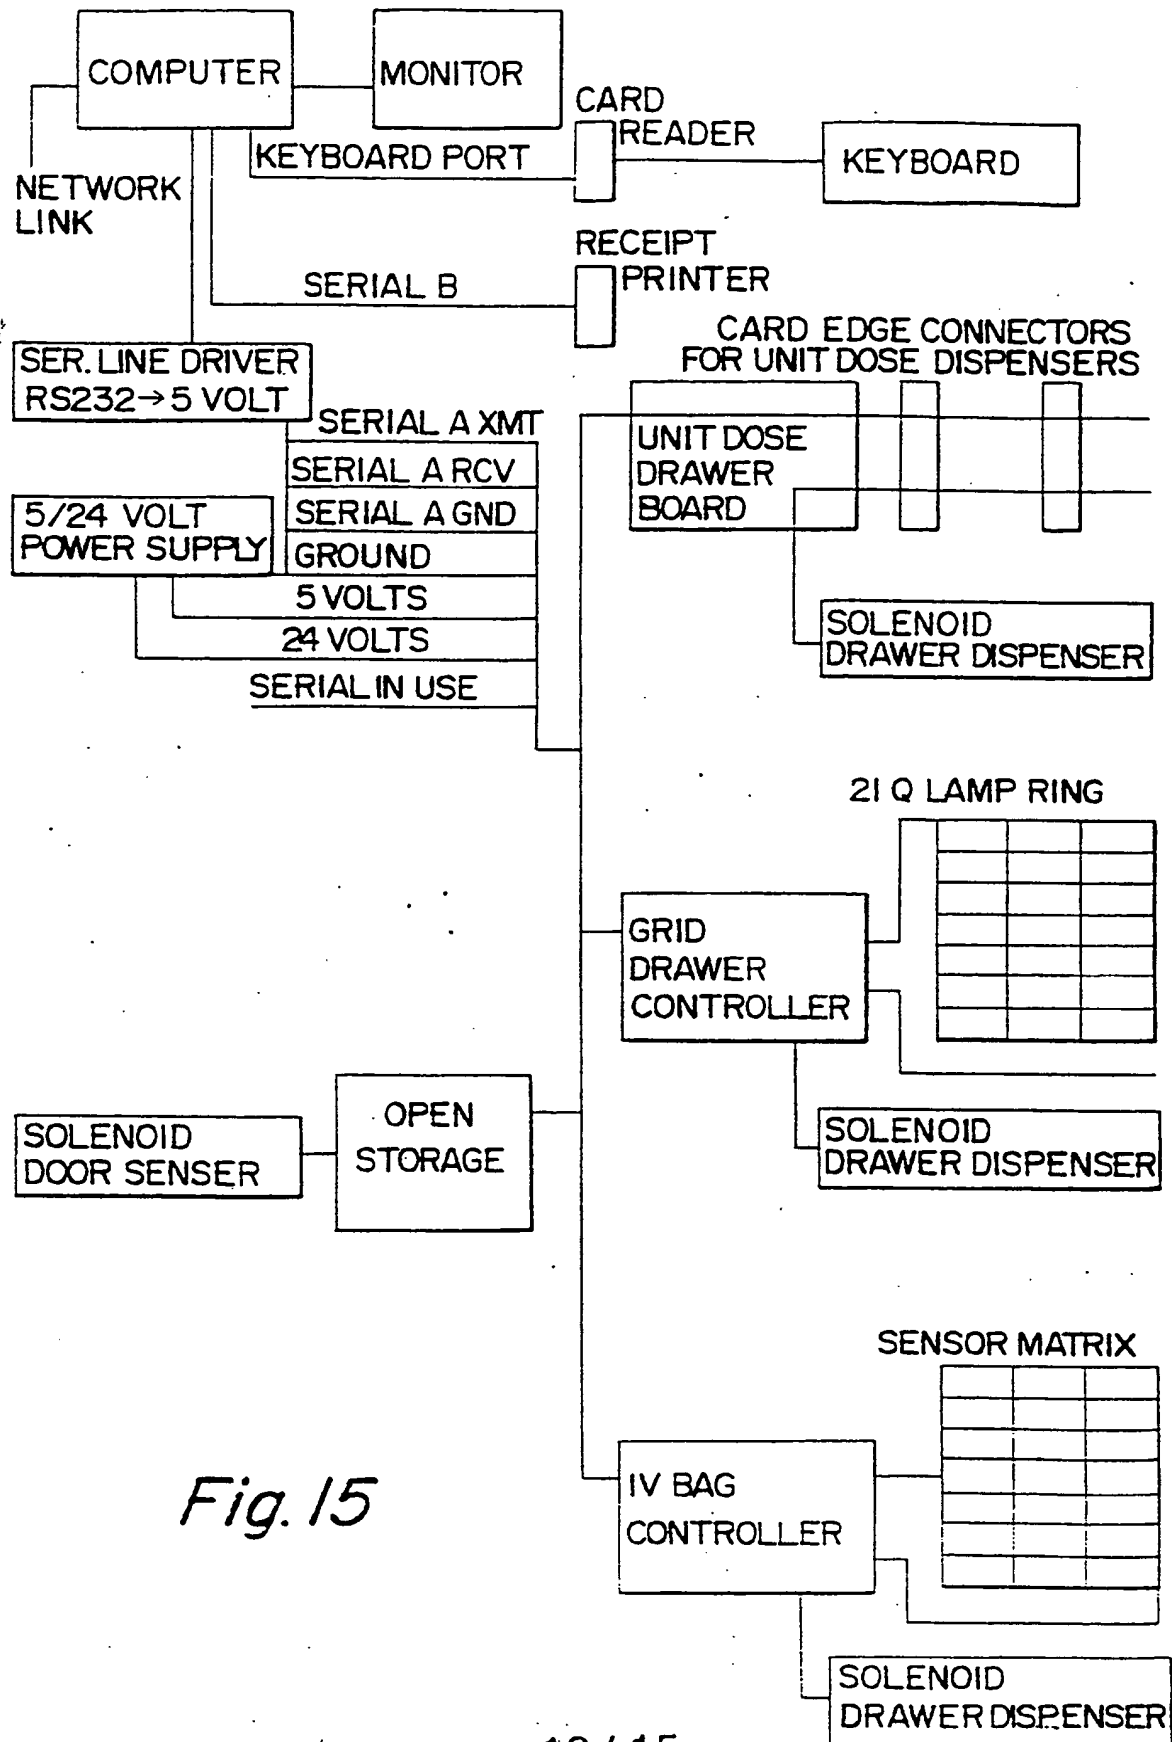 COMPUTER
MONITOR
CARD
READER
KEYBOARD PORT
KEYBOARD
NETWORK
LINK
RECEIPT
PRINTER
SERIAL B
CARD EDGE CONNECTORS
FOR UNIT DOSE DISPENSERS
SER. LINE DRIVER
RS232→5 VOLT
SERIAL A XMT
SERIAL A RCV
SERIAL A GND
GROUND
5/24 VOLT
POWER SUPPLY
5 VOLTS
24 VOLTS
SERIAL IN USE
UNIT DOSE
DRAWER
BOARD
SOLENOID
DRAWER DISPENSER
21 Q LAMP RING
GRID
DRAWER
CONTROLLER
SOLENOID
DRAWER DISPENSER
OPEN
STORAGE
SOLENOID
DOOR SENSER
SENSOR MATRIX
IV BAG
CONTROLLER
SOLENOID
DRAWER DISPENSER
Fig. 15